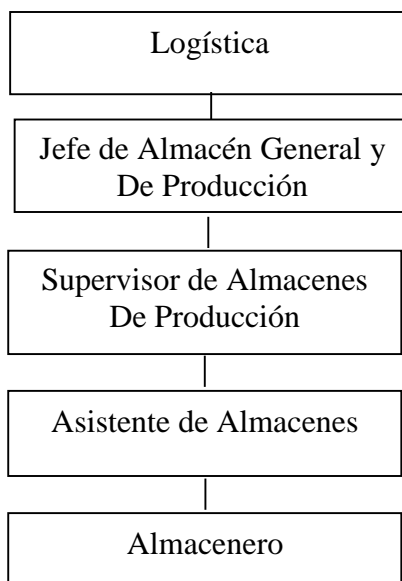 Logística
Jefe de Almacén General y
De Producción
Supervisor de Almacenes
De Producción
Asistente de Almacenes
Almacenero